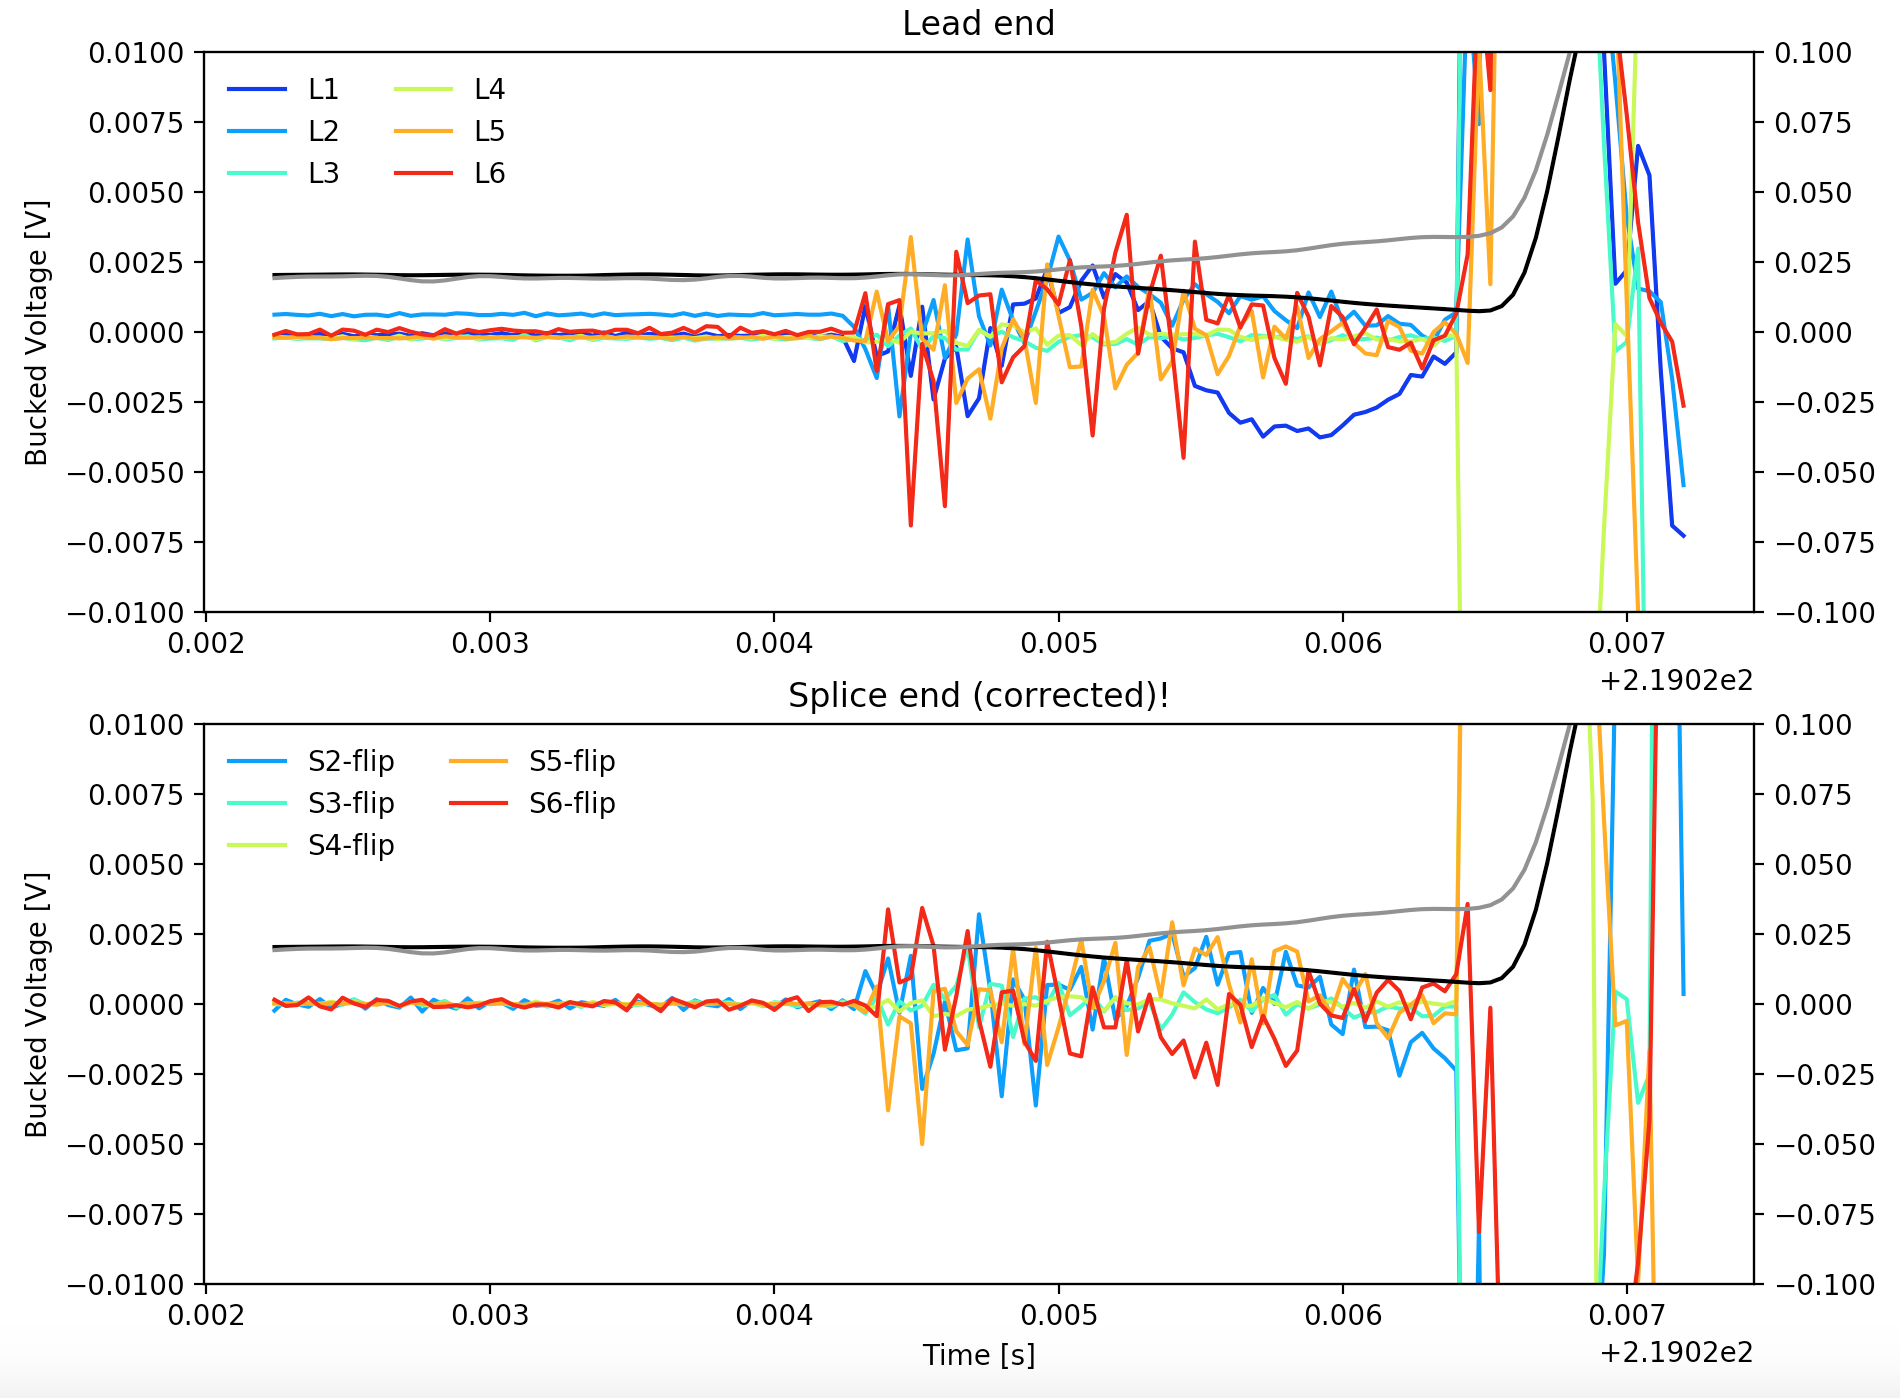 Lead end
0.0100
0.0075
0.0050
0.0025
0.0000
−0.0025
−0.0050
−0.0075
−0.0100
Bucked Voltage [V]
L1 L4
L2 L5
L3 L6
0.100
0.075
0.050
0.025
0.000
−0.025
−0.050
−0.075
−0.100
0.002 0.003 0.004 0.005 0.006 0.007
+2.1902e2
Splice end (corrected)!
0.0100
0.0075
0.0050
0.0025
0.0000
−0.0025
−0.0050
−0.0075
−0.0100
Bucked Voltage [V]
S2-flip S5-flip
S3-flip S6-flip
S4-flip
0.100
0.075
0.050
0.025
0.000
−0.025
−0.050
−0.075
−0.100
0.002 0.003 0.004 0.005 0.006 0.007
+2.1902e2
Time [s]